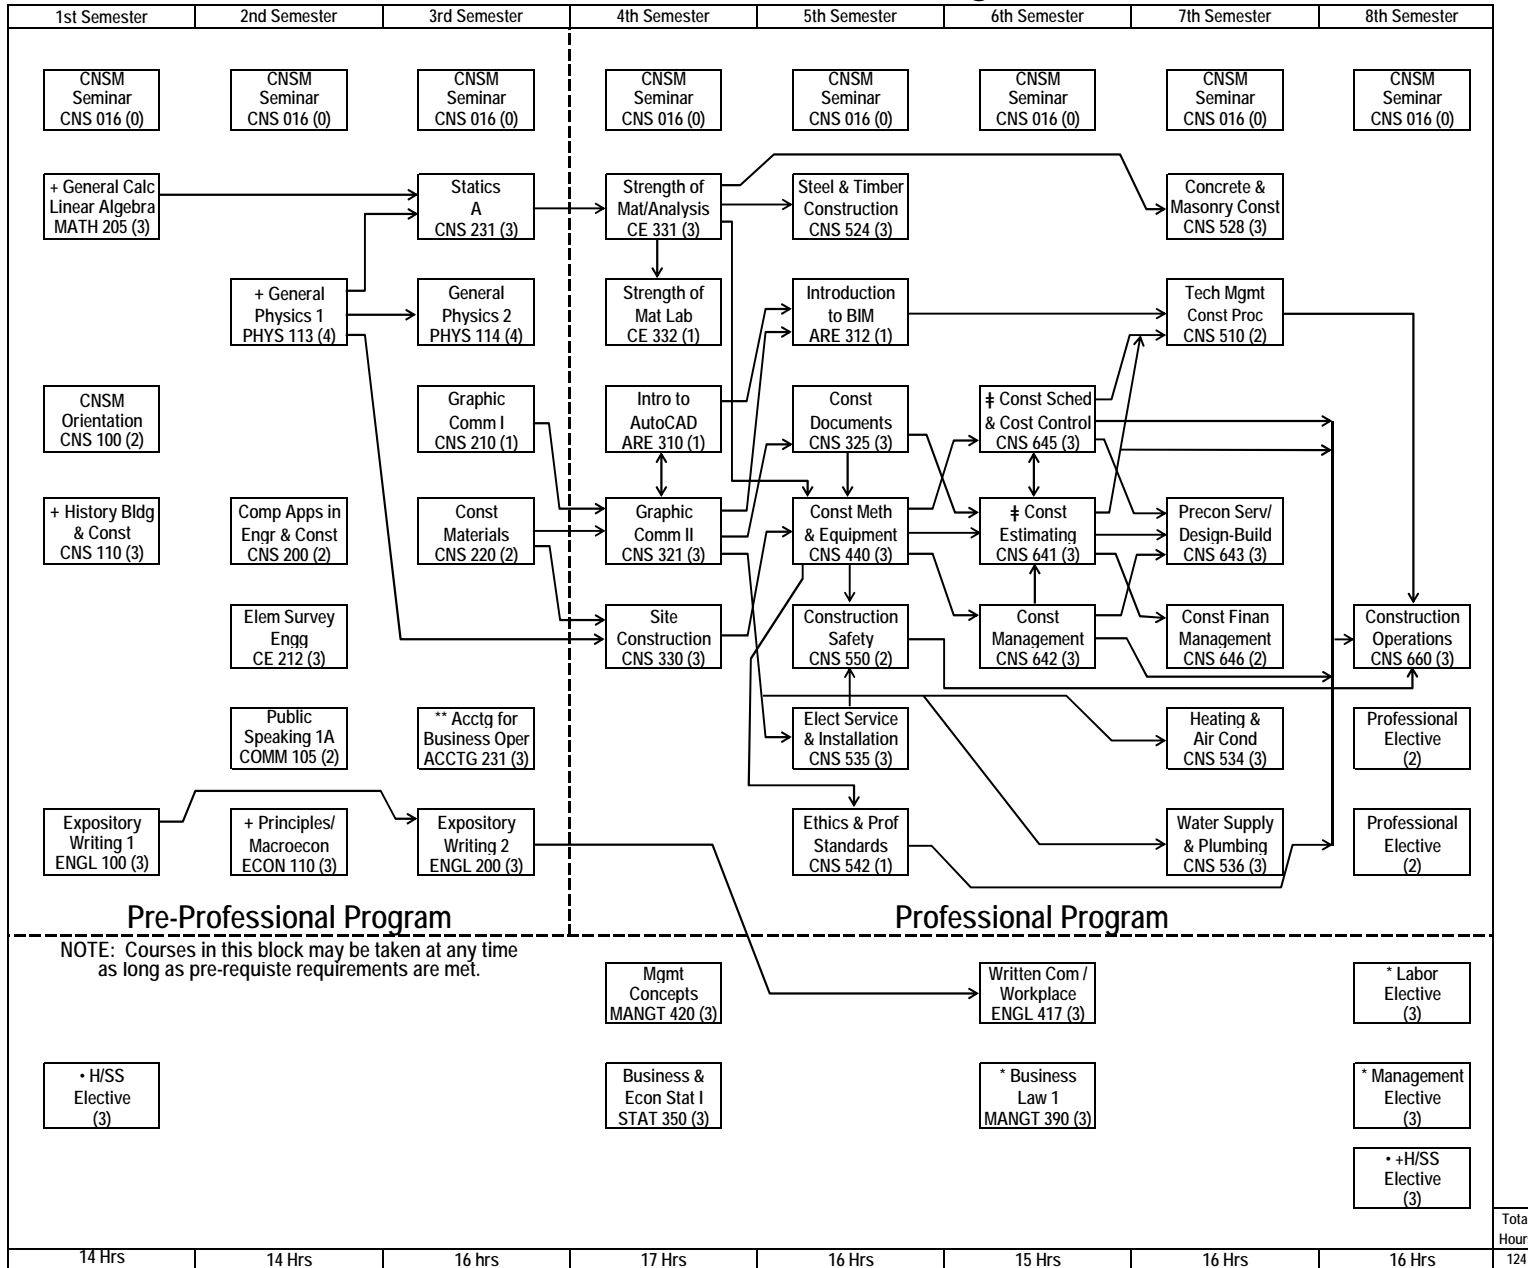 1st Semester
2nd Semester
3rd Semester
4th Semester
5th Semester
6th Semester
7th Semester
8th Semester
CNSM
Seminar
CNS 016 (0)
CNSM
Seminar
CNS 016 (0)
CNSM
Seminar
CNS 016 (0)
CNSM
Seminar
CNS 016 (0)
CNSM
Seminar
CNS 016 (0)
CNSM
Seminar
CNS 016 (0)
CNSM
Seminar
CNS 016 (0)
CNSM
Seminar
CNS 016 (0)
+ General Calc
Linear Algebra
MATH 205 (3)
Statics
A
CNS 231 (3)
Strength of
Mat/Analysis
CE 331 (3)
Steel & Timber
Construction
CNS 524 (3)
Concrete &
Masonry Const
CNS 528 (3)
+ General
Physics 1
PHYS 113 (4)
General
Physics 2
PHYS 114 (4)
Strength of
Mat Lab
CE 332 (1)
Introduction
to BIM
ARE 312 (1)
Tech Mgmt
Const Proc
CNS 510 (2)
CNSM
Orientation
CNS 100 (2)
Graphic
Comm I
CNS 210 (1)
Intro to
AutoCAD
ARE 310 (1)
Const
Documents
CNS 325 (3)
ǂ Const Sched
& Cost Control
CNS 645 (3)
+ History Bldg
& Const
CNS 110 (3)
Comp Apps in
Engr & Const
CNS 200 (2)
Const
Materials
CNS 220 (2)
Graphic
Comm II
CNS 321 (3)
Const Meth
& Equipment
CNS 440 (3)
ǂ Const
Estimating
CNS 641 (3)
Precon Serv/
Design-Build
CNS 643 (3)
Elem Survey
Engg
CE 212 (3)
Site
Construction
CNS 330 (3)
Construction
Safety
CNS 550 (2)
Const
Management
CNS 642 (3)
Const Finan
Management
CNS 646 (2)
Construction
Operations
CNS 660 (3)
Public
Speaking 1A
COMM 105 (2)
** Acctg for
Business Oper
ACCTG 231 (3)
Elect Service
& Installation
CNS 535 (3)
Heating &
Air Cond
CNS 534 (3)
Professional
Elective
(2)
Expository
Writing 1
ENGL 100 (3)
+ Principles/
Macroecon
ECON 110 (3)
Expository
Writing 2
ENGL 200 (3)
Ethics & Prof
Standards
CNS 542 (1)
Water Supply
& Plumbing
CNS 536 (3)
Professional
Elective
(2)
Pre-Professional Program
Professional Program
NOTE: Courses in this block may be taken at any time
as long as pre-requiste requirements are met.
Mgmt
Concepts
MANGT 420 (3)
Written Com /
Workplace
ENGL 417 (3)
* Labor
Elective
(3)
• H/SS
Elective
(3)
Business &
Econ Stat I
STAT 350 (3)
* Business
Law 1
MANGT 390 (3)
* Management
Elective
(3)
• +H/SS
Elective
(3)
Tota
Hour
14 Hrs
14 Hrs
16 hrs
17 Hrs
16 Hrs
15 Hrs
16 Hrs
16 Hrs
124